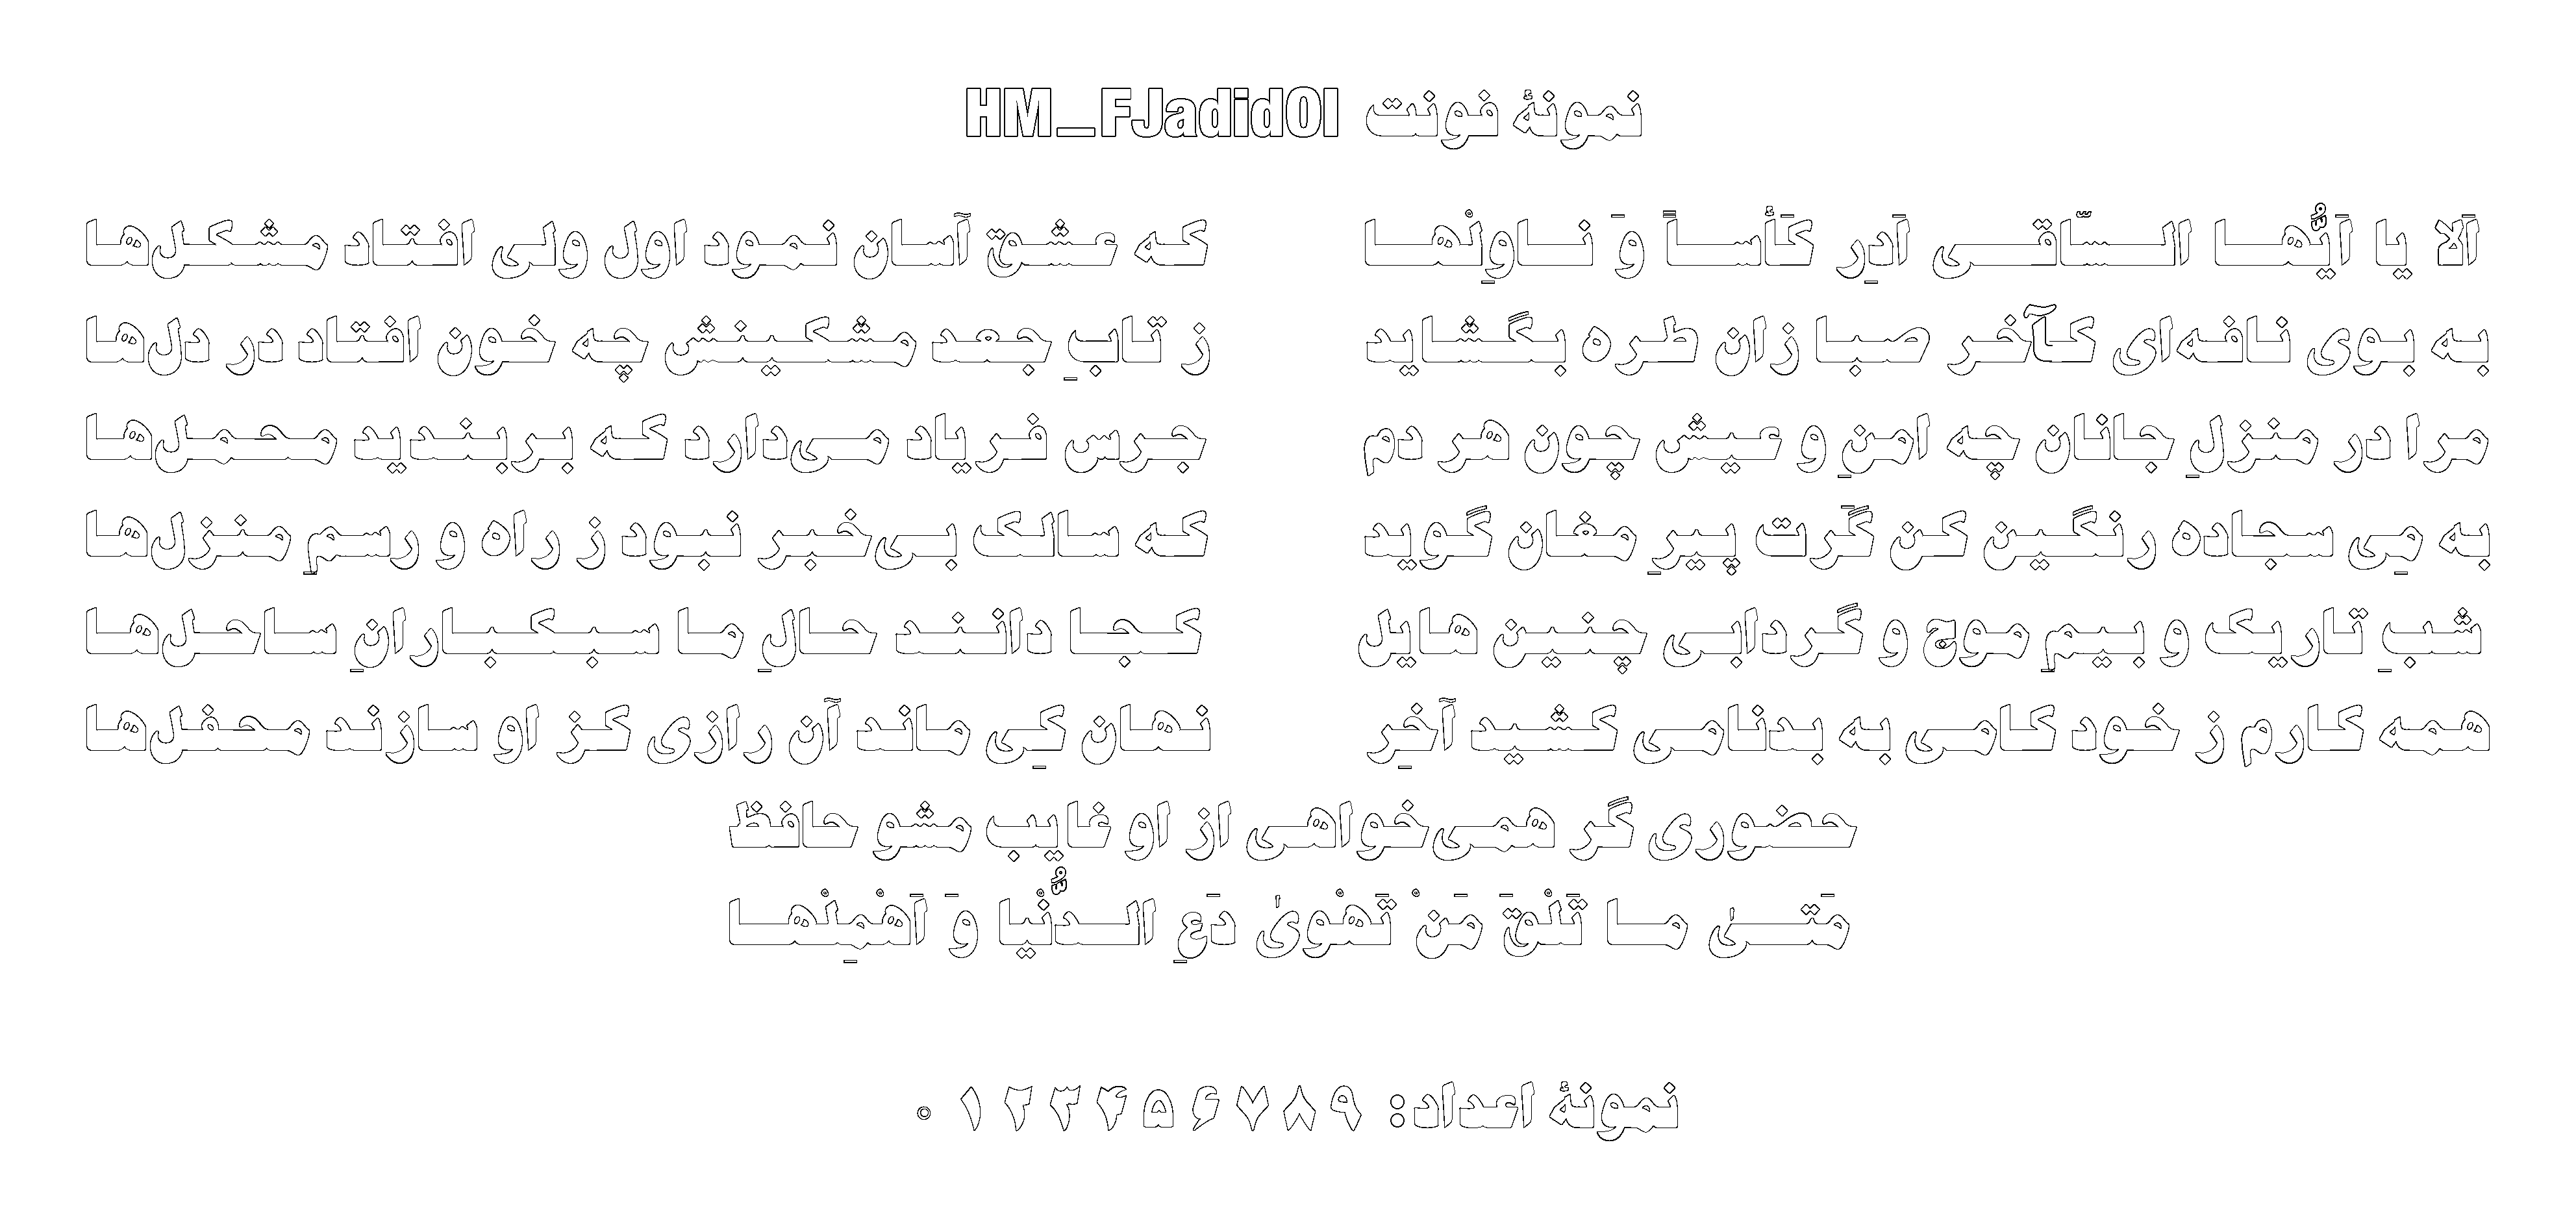 نمونهٔ فونت HM_FJadidOl
اَلا یا اَیُّها السّاقی اَدِر کَأساً وَ ناوِلْها که عشق آسان نمود اول ولی افتاد مشکل‌ها
به بوی نافه‌ای کآخر صبا زان طره بگشاید ز تابِ جعد مشکینش چه خون افتاد در دل‌ها
مرا در منزلِ جانان چه امنِ و عیش چون هر دم جرس فریاد می‌دارد که بربندید محمل‌ها
به مِی سجاده رنگین کن گَرت پیرِ مغان گوید که سالک بی‌خبر نبود ز راه و رسمِ منزل‌ها
شبِ تاریک و بیمِ موج و گردابی چنین هایل کجا دانند حالِ ما سبکبارانِ ساحل‌ها
همه کارم ز خود کامی به بدنامی کشید آخِر نهان کِی ماند آن رازی کز او سازند محفل‌ها
حضوری گر همی‌خواهی از او غایب مشو حافظ
مَتیٰ ما تَلْقَ مَنْ تَهْویٰ دَعِ الدُّنْیا وَ اَهْمِلْها
نمونهٔ اعداد: ۹ ۸ ۷ ۶ ۵ ۴ ۳ ۲ ۱ ۰